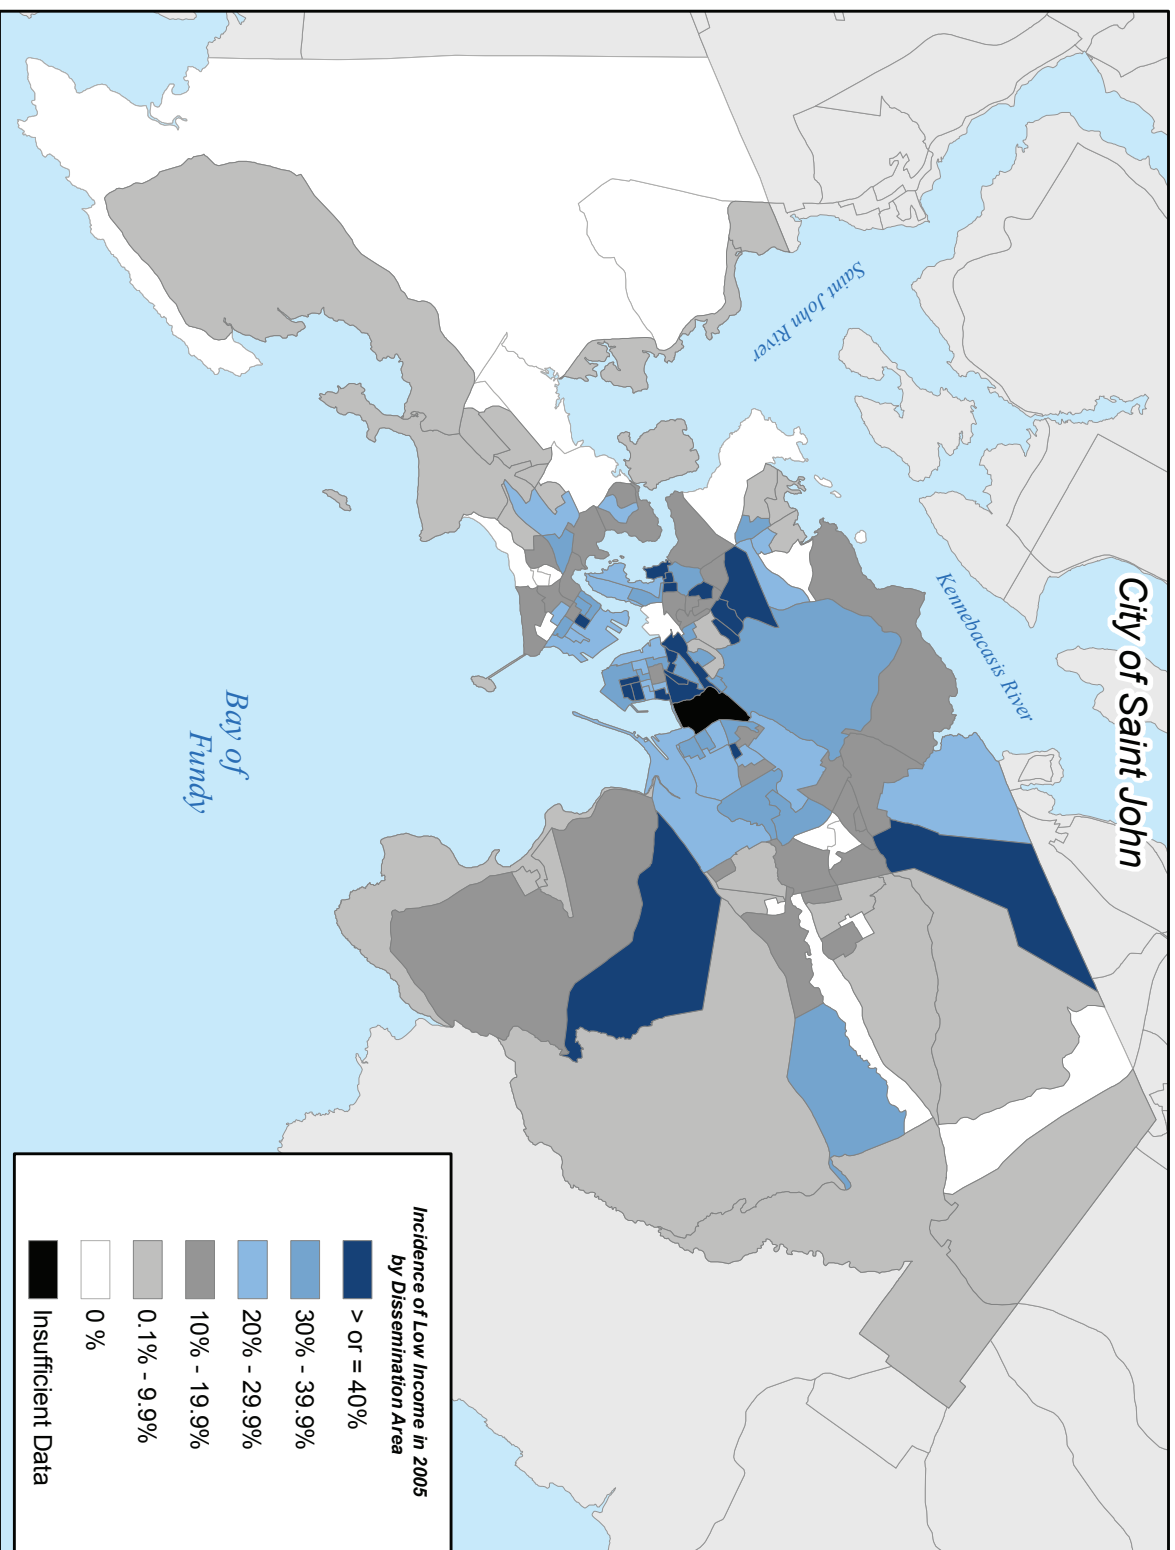 City of Saint John
Kennebacasis River
Saint John River
Bay of
Fundy
Incidence of Low Income in 2005
by Dissemination Area
> or = 40%
30% - 39.9%
20% - 29.9%
10% - 19.9%
0.1% - 9.9%
0 %
Insufficient Data